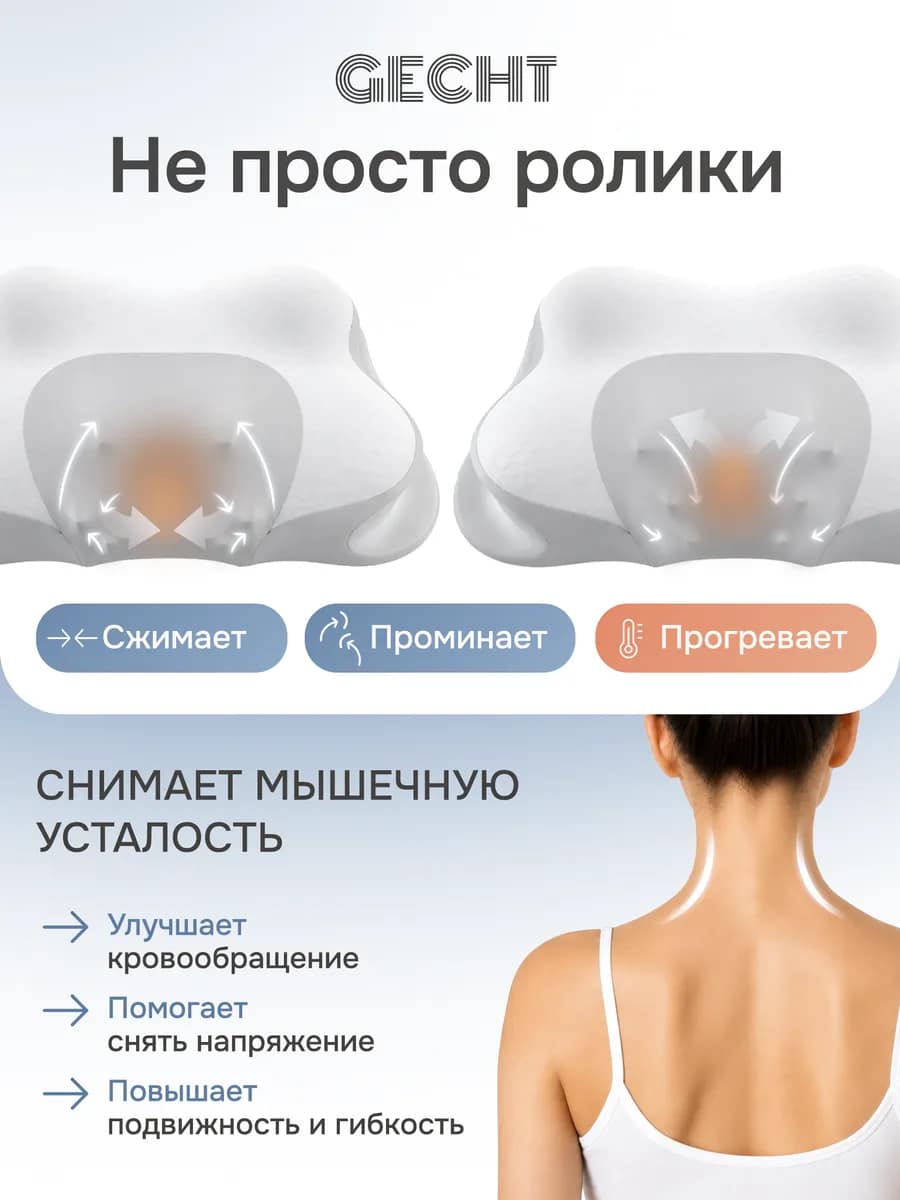 GECHT
Не просто ролики
Сжимает
Проминает
Прогревает
СНИМАЕТ МЫШЕЧНУЮ
УСТАЛОСТЬ
Улучшает
кровообращение
Помогает
снять напряжение
Повышает
подвижность и гибкость